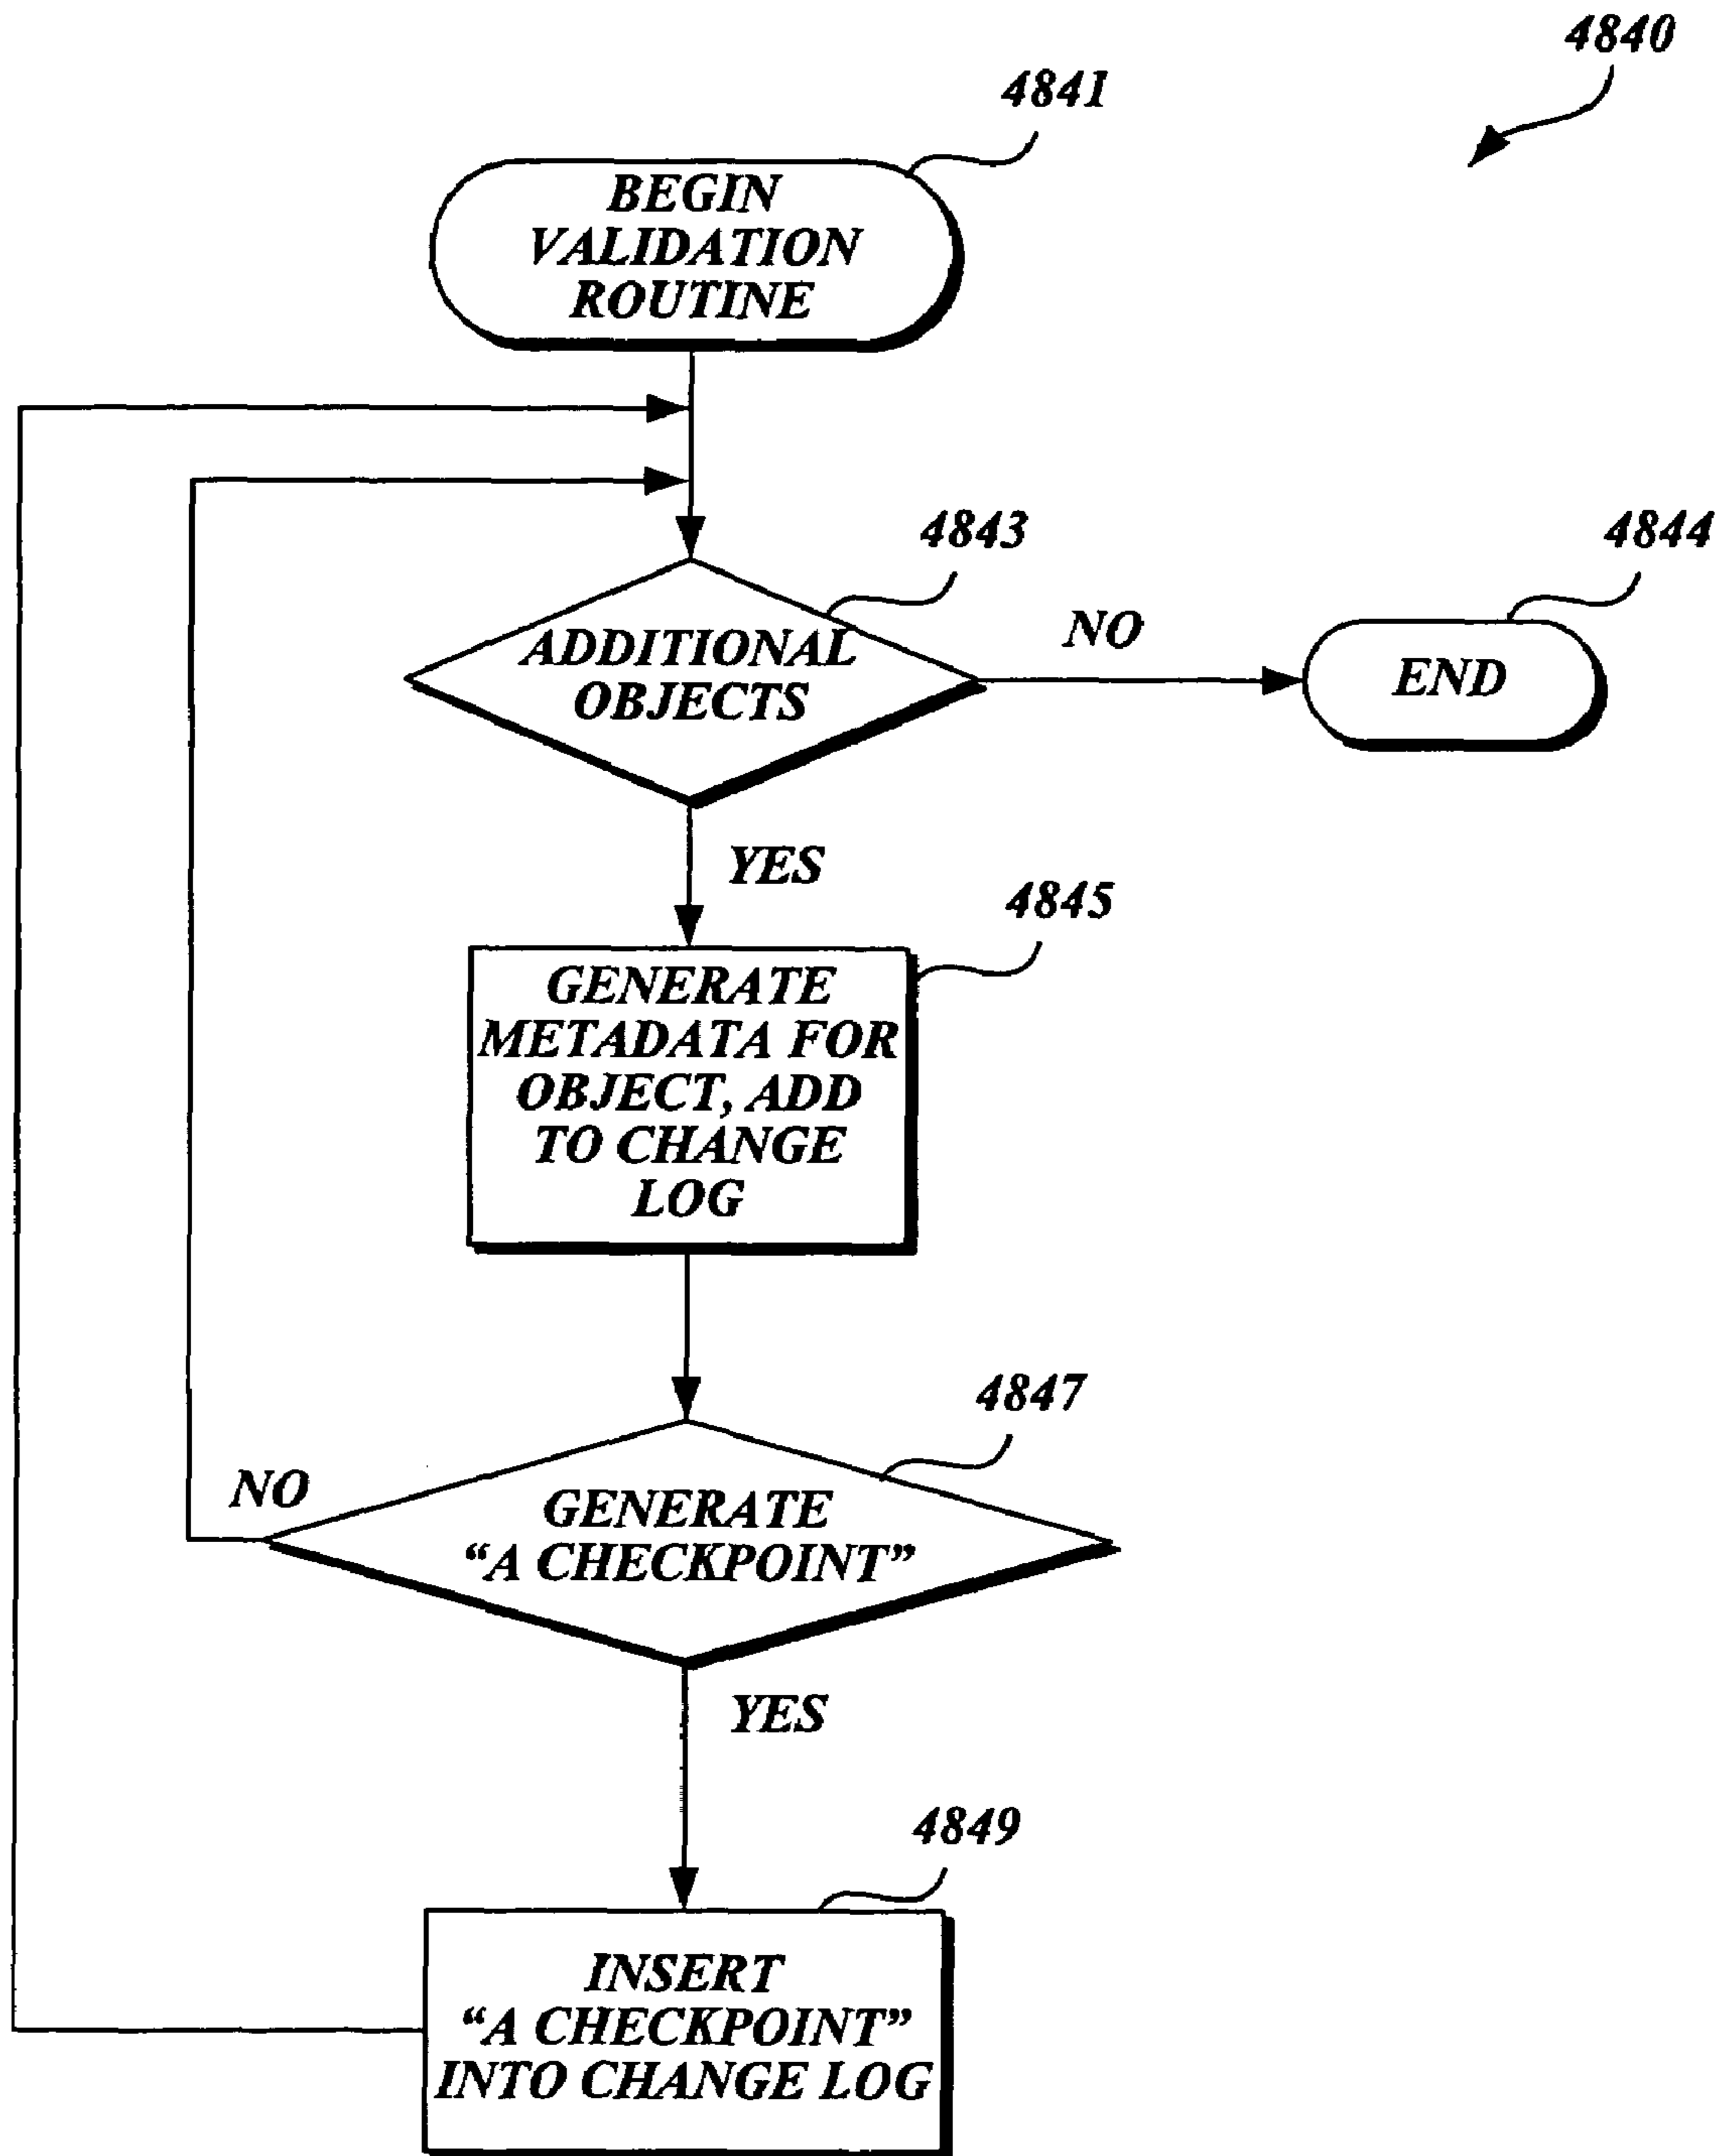 4840
4841
BEGIN
VALIDATION
ROUTINE
4843
4844
ADDITIONAL
OBJECTS
NO
END
YES
4845
GENERATE
METADATA FOR
OBJECT, ADD
TO CHANGE
LOG
4847
NO
GENERATE
“A CHECKPOINT”
YES
4849
INSERT
“A CHECKPOINT”
INTO CHANGE LOG